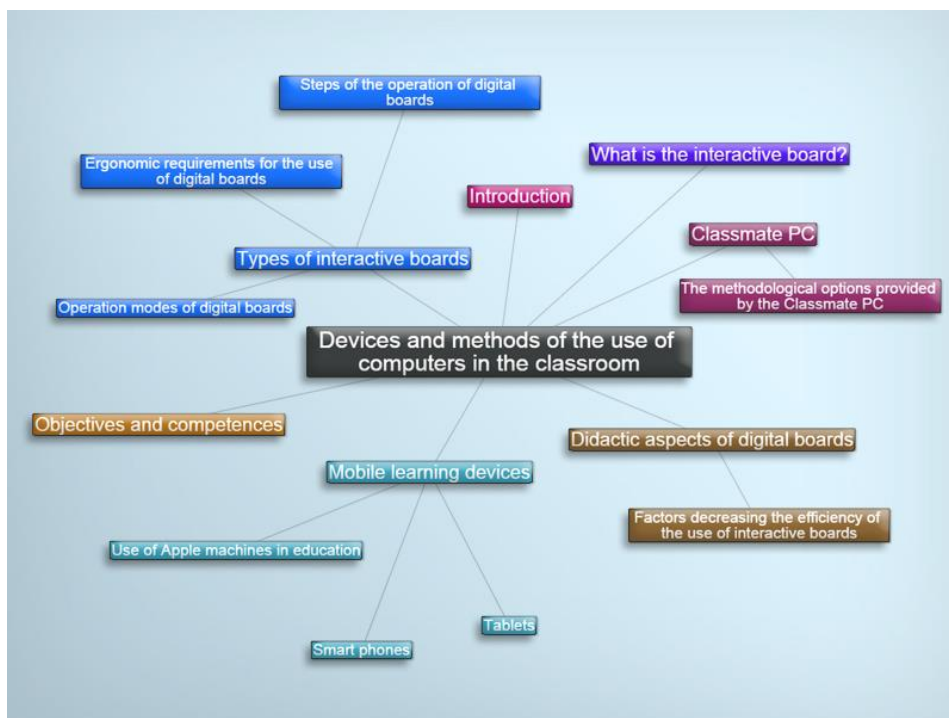 Steps of the operation of digital
boards
What is the interactive board?
Ergonomic requirements for the use
of digital boards
Introduction
Classmate PC
Types of interactive boards
The methodological options provided
by the Classmate PC
Operation modes of digital boards
Devices and methods of the use of
computers in the classroom
Objectives and competences
Didactic aspects of digital boards
Mobile learning devices
Factors decreasing the efficiency of
the use of interactive boards
Use of Apple machines in education
Tablets
Smart phones